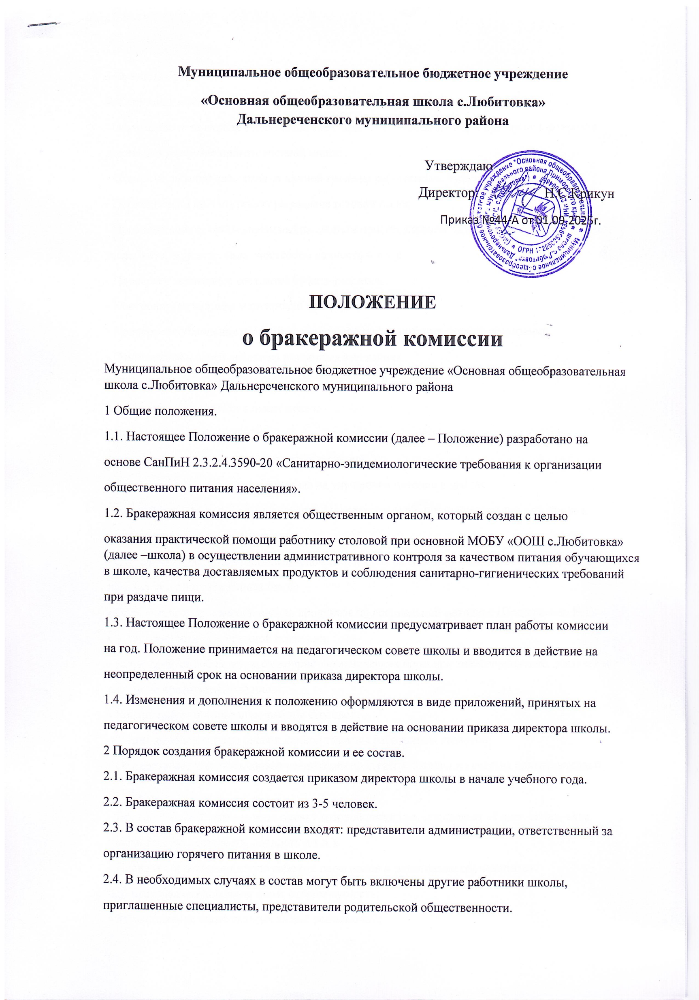 Муниципальное общеобразовательное бюджетное учреждение
«Основная общеобразовательная школа с.Любитовка»
Дальнереченского муниципального района
Утверждаю
Директор: Н.С.Крикун
Приказ №44-А от 01.09.2025г.
ПОЛОЖЕНИЕ
о бракеражной комиссии
Муниципальное общеобразовательное бюджетное учреждение «Основная общеобразовательная
школа с.Любитовка» Дальнереченского муниципального района
1 Общие положения.
1.1. Настоящее Положение о бракеражной комиссии (далее – Положение) разработано на
основе СанПиН 2.3.2.4.3590-20 «Санитарно-эпидемиологические требования к организации
общественного питания населения».
1.2. Бракеражная комиссия является общественным органом, который создан с целью
оказания практической помощи работнику столовой при основной МОБУ «ООШ с.Любитовка»
(далее –школа) в осуществлении административного контроля за качеством питания обучающихся
в школе, качества доставляемых продуктов и соблюдения санитарно-гигиенических требований
при раздаче пищи.
1.3. Настоящее Положение о бракеражной комиссии предусматривает план работы комиссии
на год. Положение принимается на педагогическом совете школы и вводится в действие на
неопределенный срок на основании приказа директора школы.
1.4. Изменения и дополнения к положению оформляются в виде приложений, принятых на
педагогическом совете школы и вводятся в действие на основании приказа директора школы.
2 Порядок создания бракеражной комиссии и ее состав.
2.1. Бракеражная комиссия создается приказом директора школы в начале учебного года.
2.2. Бракеражная комиссия состоит из 3-5 человек.
2.3. В состав бракеражной комиссии входят: представители администрации, ответственный за
организацию горячего питания в школе.
2.4. В необходимых случаях в состав могут быть включены другие работники школы,
приглашенные специалисты, представители родительской общественности.